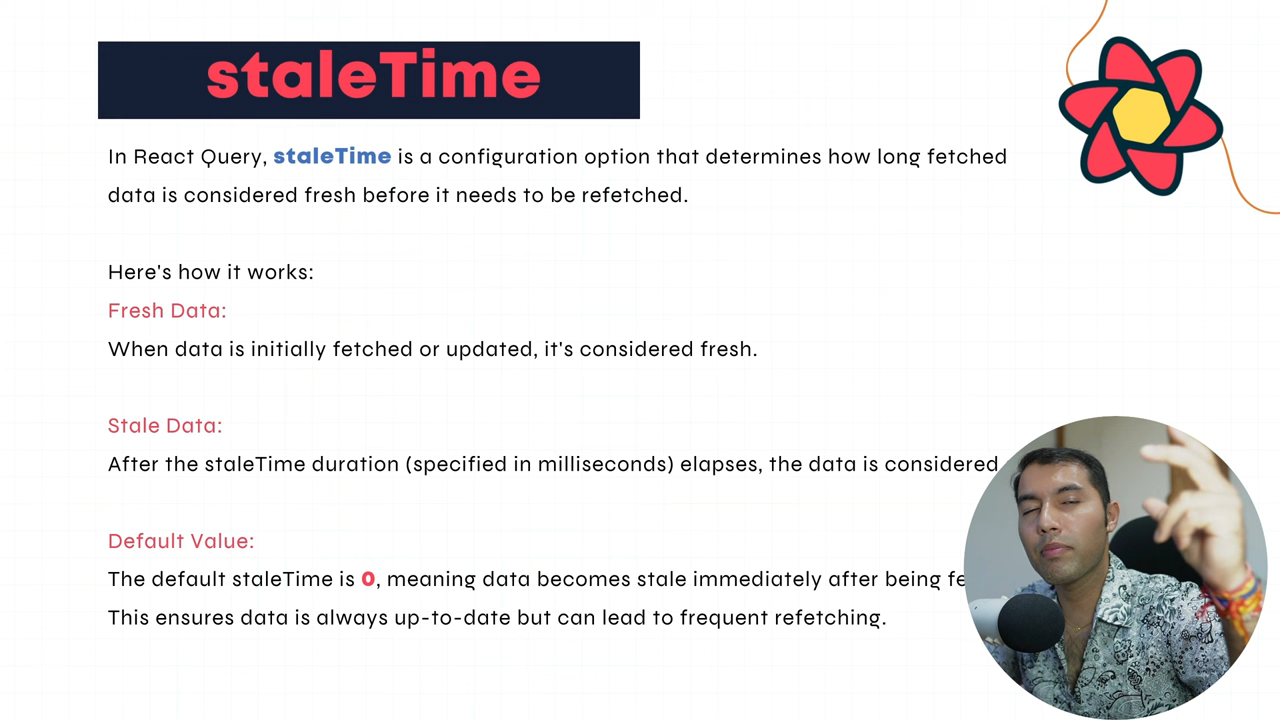 staleTime
In React Query, staleTime is a configuration option that determines how long fetched
data is considered fresh before it needs to be refetched.
Here's how it works:
Fresh Data:
When data is initially fetched or updated, it's considered fresh.
Stale Data:
After the staleTime duration (specified in milliseconds) elapses, the data is considered
Default Value:
The default staleTime is 0, meaning data becomes stale immediately after being
This ensures data is always up-to-date but can lead to frequent refetching.